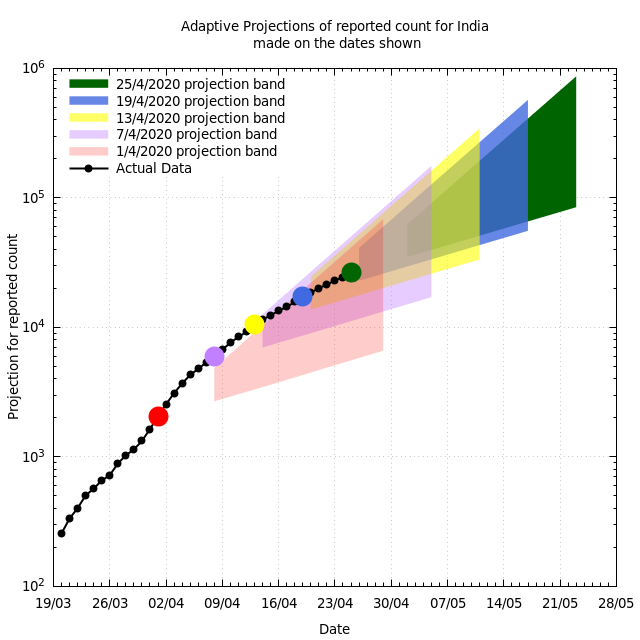 Adaptive Projections of reported count for India
made on the dates shown
10^6
25/4/2020 projection band
19/4/2020 projection band
13/4/2020 projection band
7/4/2020 projection band
1/4/2020 projection band
Actual Data
10^5
10^4
10^3
10^2
Projection for reported count
19/03 26/03 02/04 09/04 16/04 23/04 30/04 07/05 14/05 21/05 28/05
Date